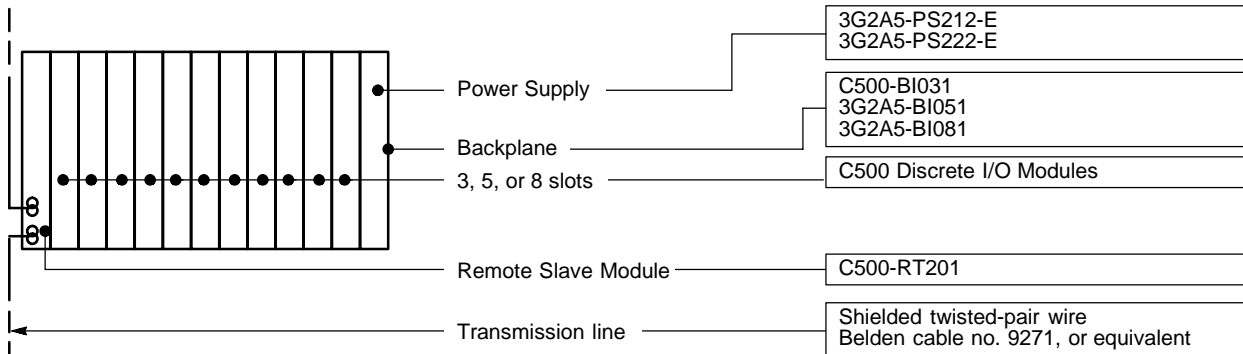 3G2A5-PS212-E
3G2A5-PS222-E
Power Supply
C500-BI031
3G2A5-BI051
3G2A5-BI081
Backplane
3, 5, or 8 slots
C500 Discrete I/O Modules
Remote Slave Module
C500-RT201
Transmission line
Shielded twisted-pair wire
Belden cable no. 9271, or equivalent